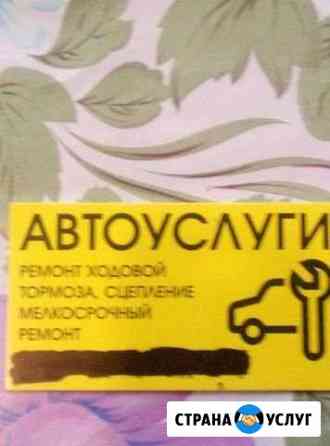 АВТОУСЛУГИ
РЕМОНТ ХОДОВОЙ
ТОРМОЗА, СЦЕПЛЕНИЕ
МЕЛКОСРОЧНЫЙ
РЕМОНТ
СТРАНА УСЛУГ